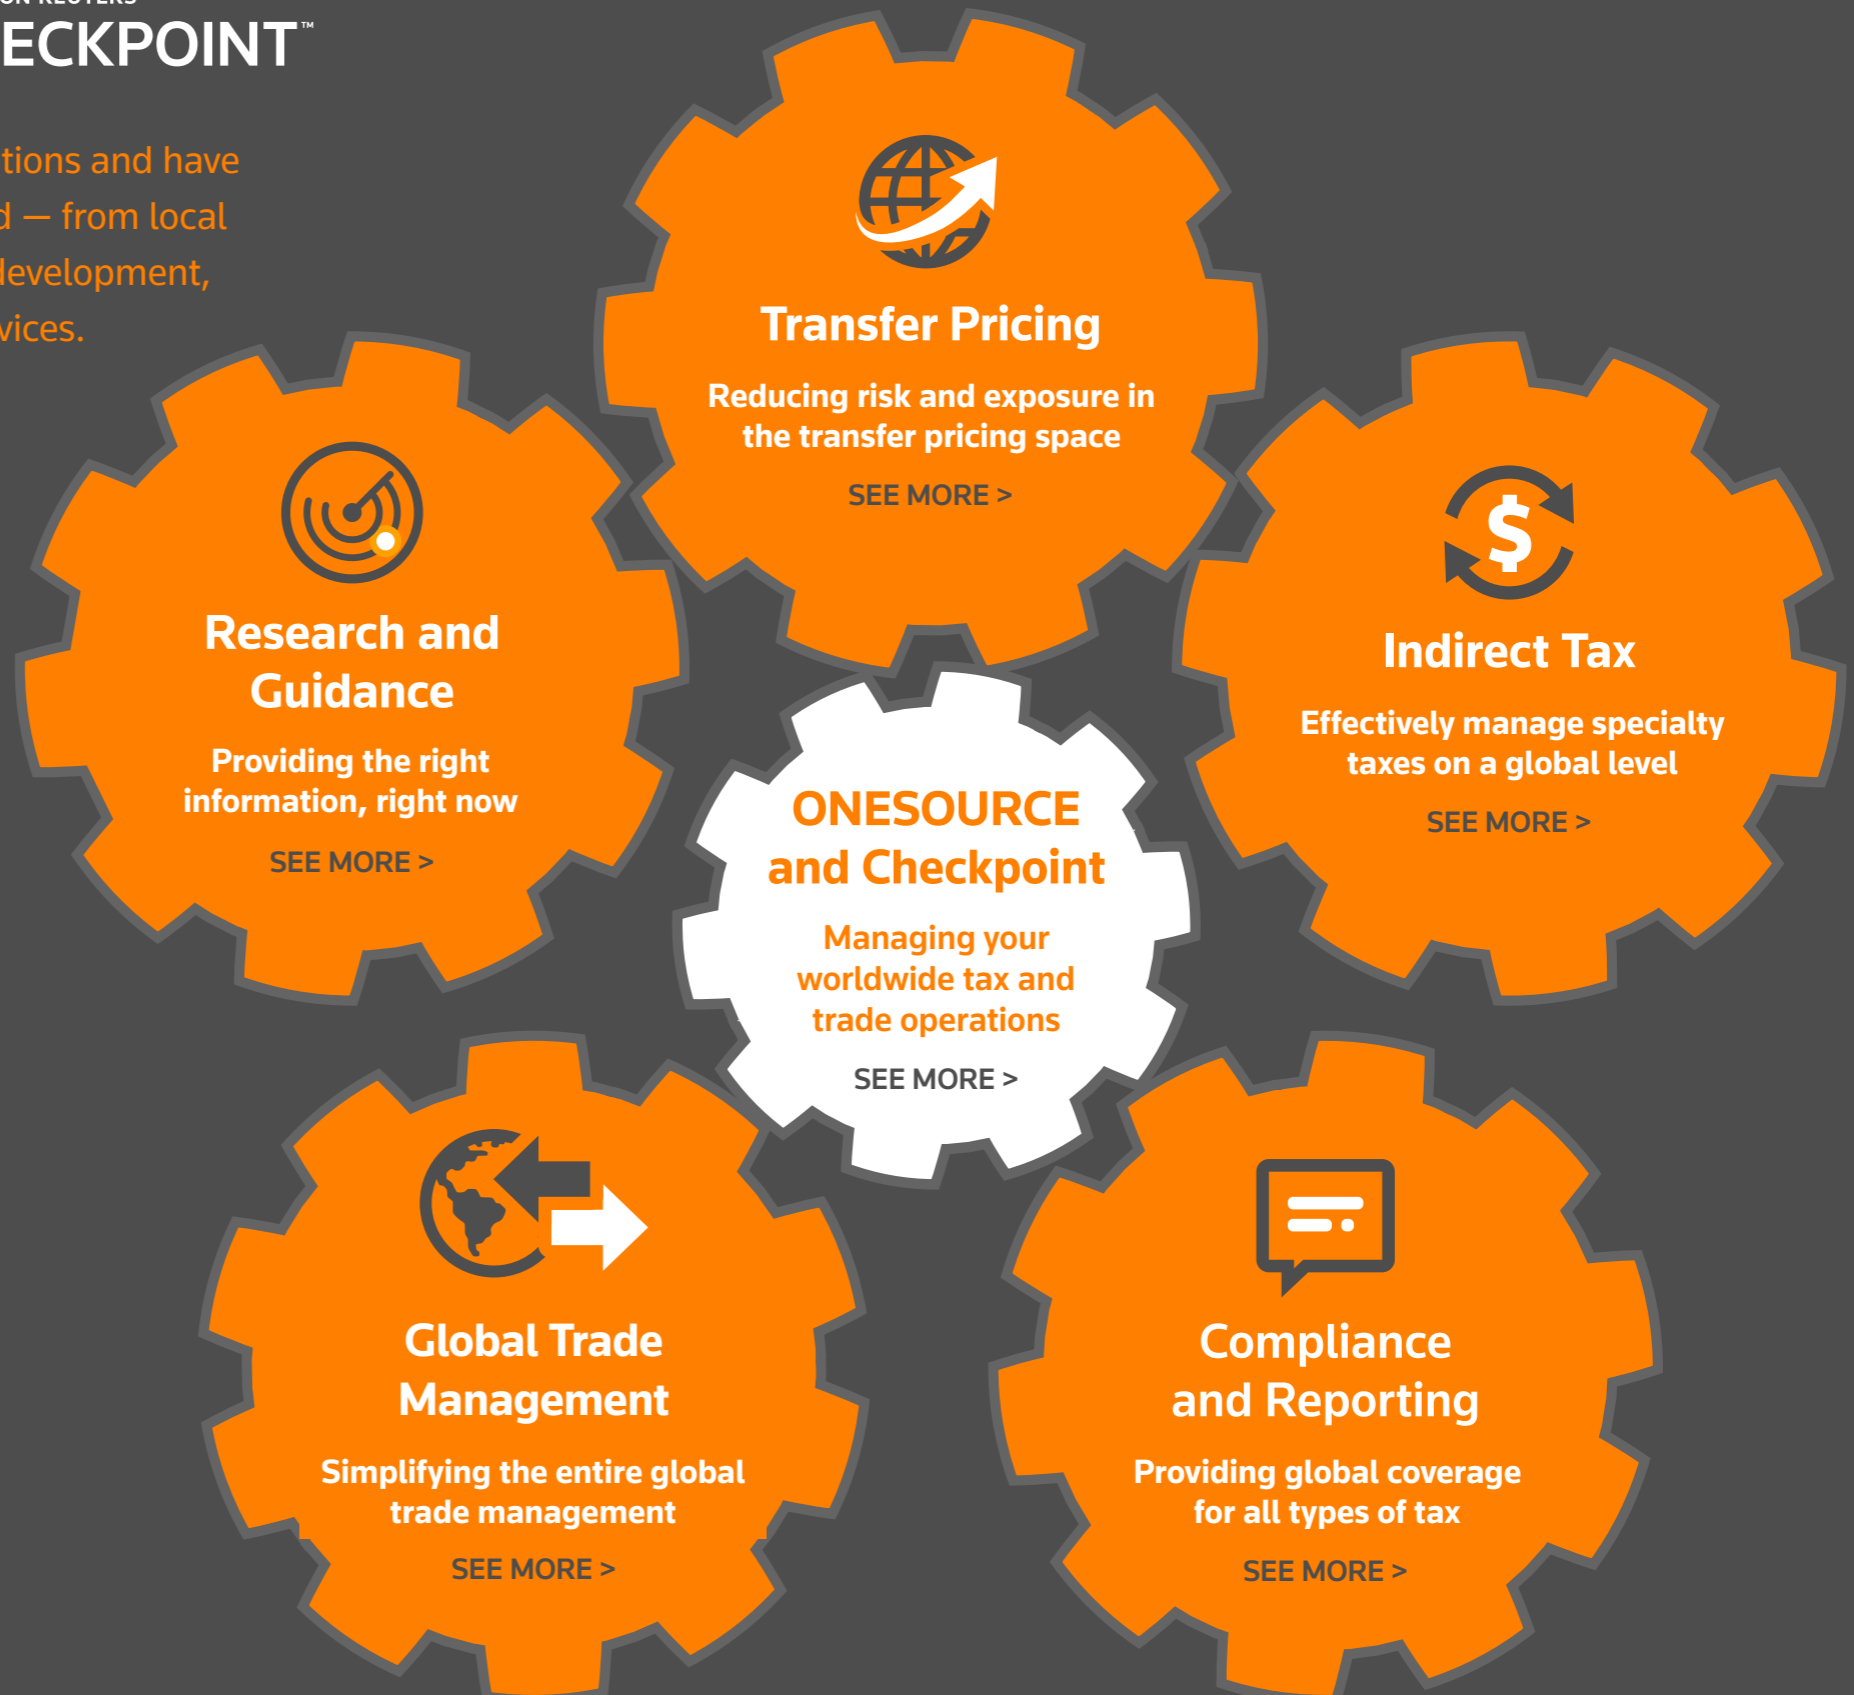 ECKPOINT™
tions and have
— from local
development,
vices.
Transfer Pricing
Reducing risk and exposure in
the transfer pricing space
SEE MORE >
Research and
Guidance
Providing the right
information, right now
SEE MORE >
Indirect Tax
Effectively manage specialty
taxes on a global level
SEE MORE >
ONESOURCE
and Checkpoint
Managing your
worldwide tax and
trade operations
SEE MORE >
Global Trade
Management
Simplifying the entire global
trade management
SEE MORE >
Compliance
and Reporting
Providing global coverage
for all types of tax
SEE MORE >